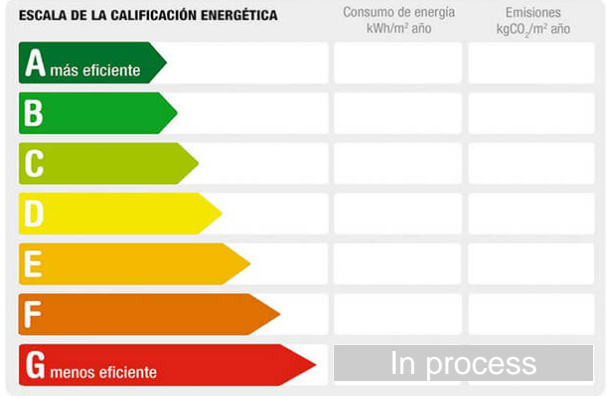 ESCALA DE LA CALIFICACIÓN ENERGÉTICA
Consumo de energía
kWh/m² año
Emisiones
kgCO₂/m² año
A más eficiente
B
C
D
E
F
G menos eficiente
In process